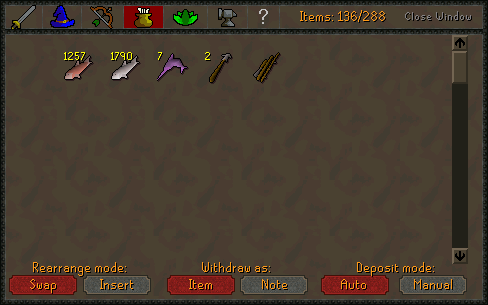 ? Items: 136/288 Close Window
1257 1790 7 2
Rearrange mode: Withdraw as: Deposit mode:
Swap Insert Item Note Auto Manual